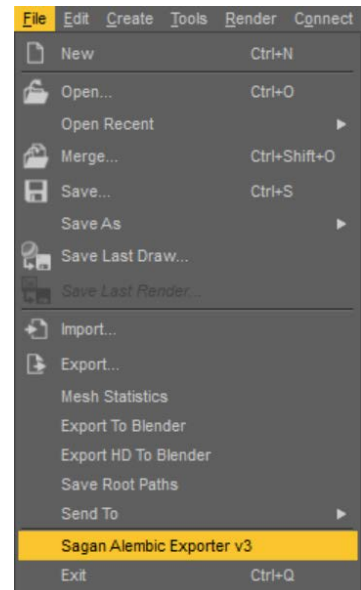 File Edit Create Tools Render Connect
New Ctrl+N
Open... Ctrl+O
Open Recent
Merge... Ctrl+Shift+O
Save... Ctrl+S
Save As
Save Last Draw...
Save Last Render...
Import...
Export...
Mesh Statistics
Export To Blender
Export HD To Blender
Save Root Paths
Send To
Sagan Alembic Exporter v3
Exit Ctrl+Q